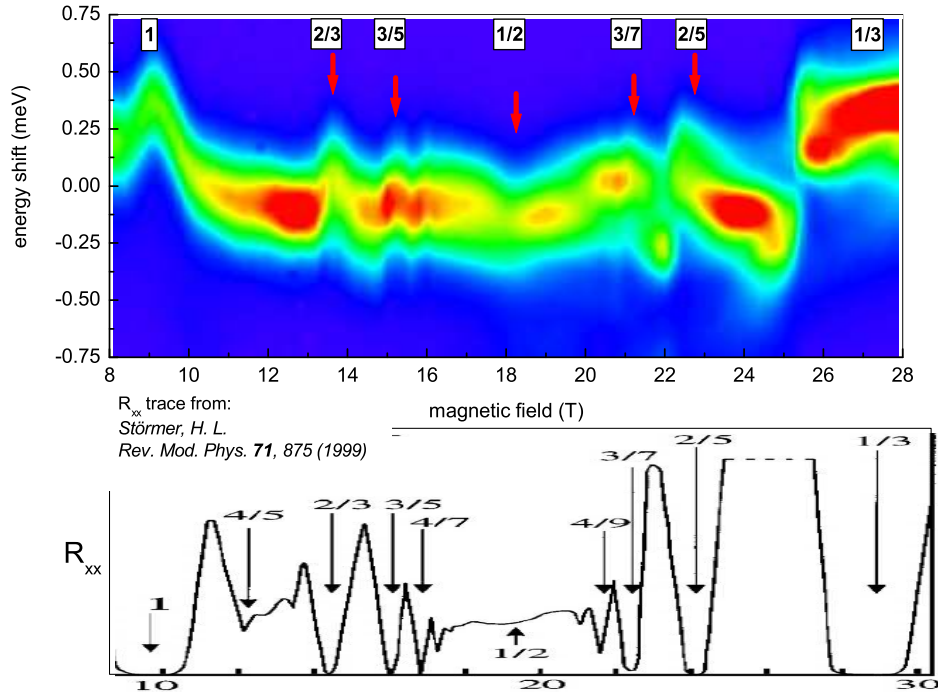 1 2/3 3/5 1/2 3/7 2/5 1/3
0.75
0.50
0.25
0.00
-0.25
-0.50
-0.75
energy shift (meV)
8 10 12 14 16 18 20 22 24 26 28
magnetic field (T)
Rxx trace from:
Störmer, H. L.
Rev. Mod. Phys. 71, 875 (1999)
2/5 1/3
3/7
4/5 2/3 3/5
4/7 4/9
Rxx
1
1/2
10 20 30